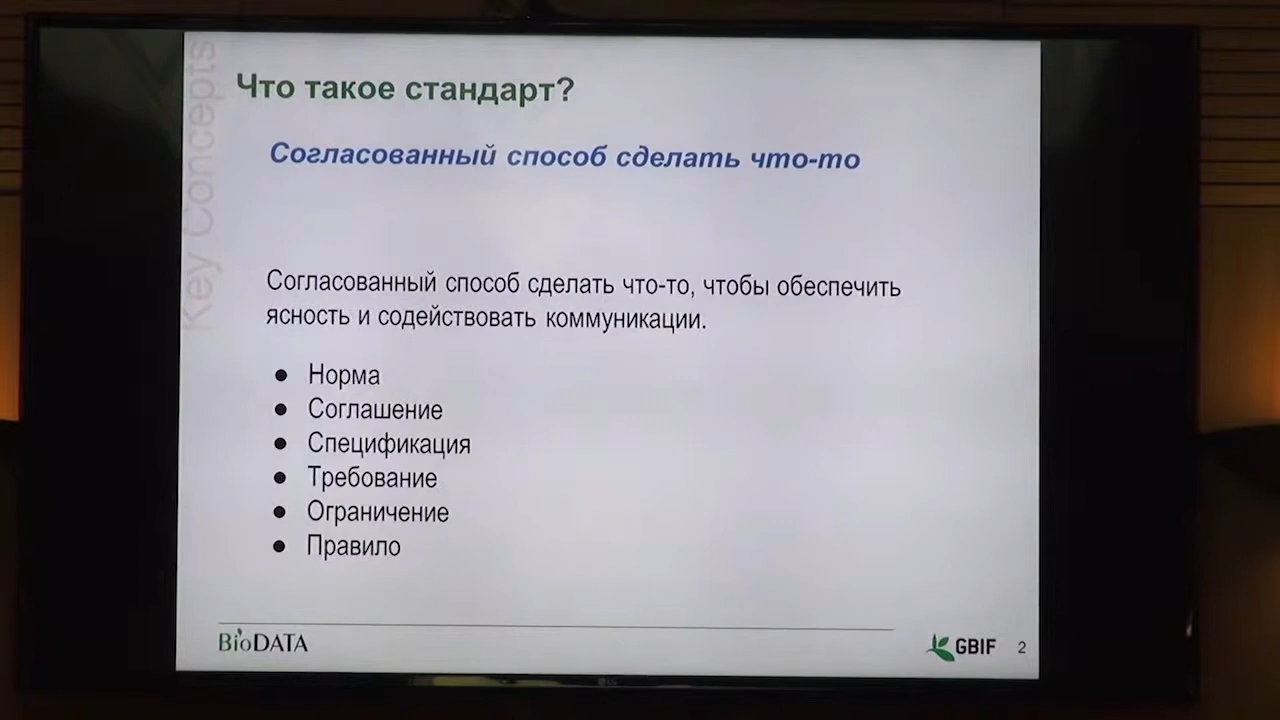 Key Concepts
Что такое стандарт?
Согласованный способ сделать что-то
Согласованный способ сделать что-то, чтобы обеспечить
ясность и содействовать коммуникации.
● Норма
● Соглашение
● Спецификация
● Требование
● Ограничение
● Правило
BioDATA
GBIF 2
LG